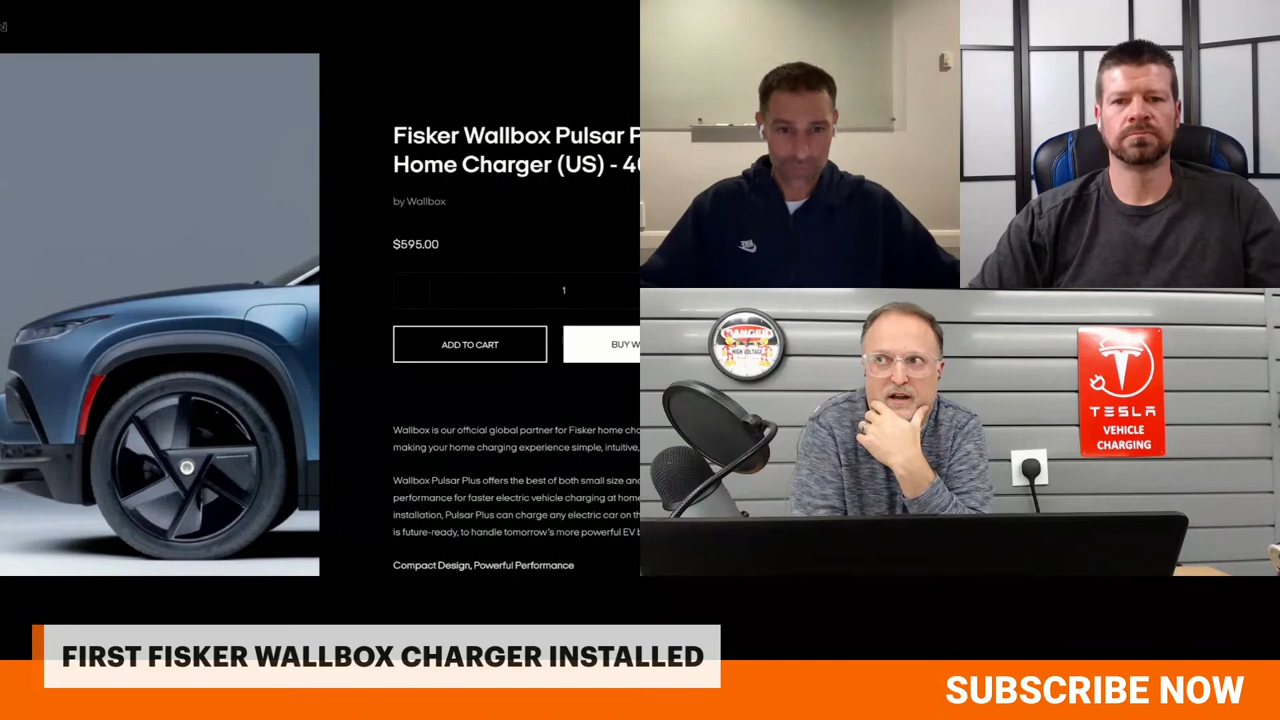 Fisker Wallbox Pulsar P
Home Charger (US) - 40
by Wallbox
$595.00
1
ADD TO CART
BUY W
Wallbox is our official global partner for Fisker home cha
making your home charging experience simple, intuitive,
Wallbox Pulsar Plus offers the best of both small size and
performance for faster electric vehicle charging at home
installation, Pulsar Plus can charge any electric car on th
is future-ready, to handle tomorrow's more powerful EV b
Compact Design, Powerful Performance
DANGER
HIGH VOLTAGE
TESLA
VEHICLE
CHARGING
FIRST FISKER WALLBOX CHARGER INSTALLED
SUBSCRIBE NOW